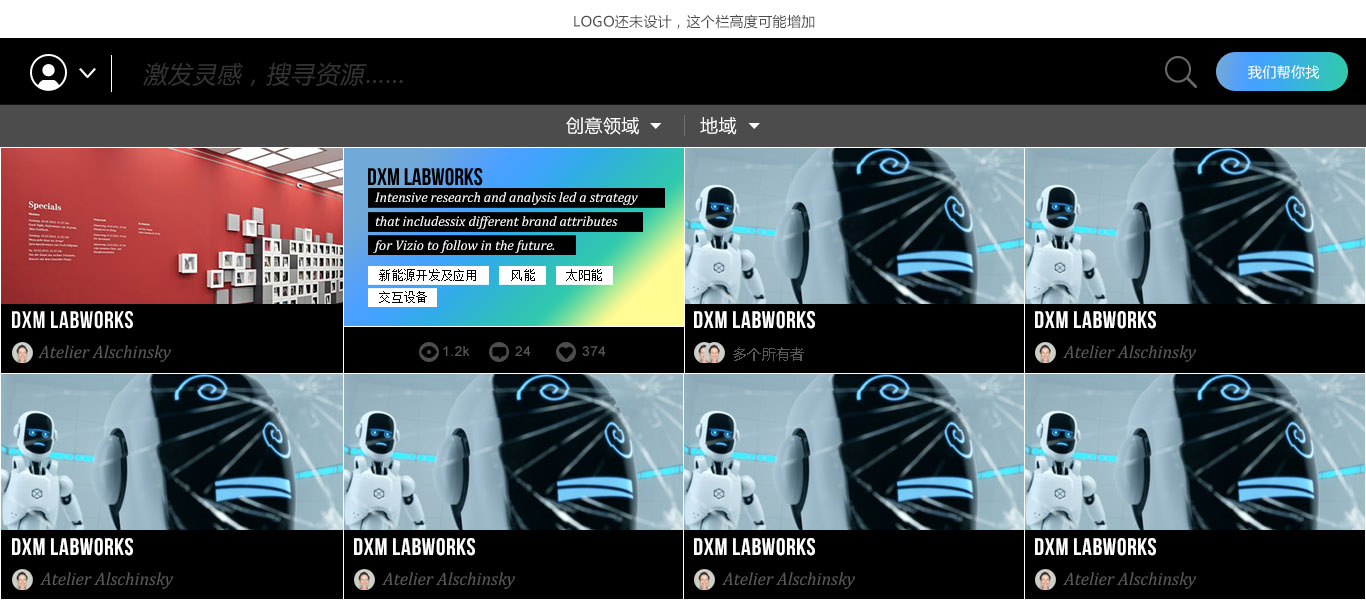 LOGO还未设计，这个栏高度可能增加
激发灵感，搜寻资源......
我们帮你找
创意领域
地域
Specials
DXM LABWORKS
Atelier Alschinsky
DXM LABWORKS
Intensive research and analysis led a strategy
that includessix different brand attributes
for Vizio to follow in the future.
新能源开发及应用 风能 太阳能
交互设备
1.2k 24 374
DXM LABWORKS
多个所有者
DXM LABWORKS
Atelier Alschinsky
DXM LABWORKS
Atelier Alschinsky
DXM LABWORKS
Atelier Alschinsky
DXM LABWORKS
Atelier Alschinsky
DXM LABWORKS
Atelier Alschinsky